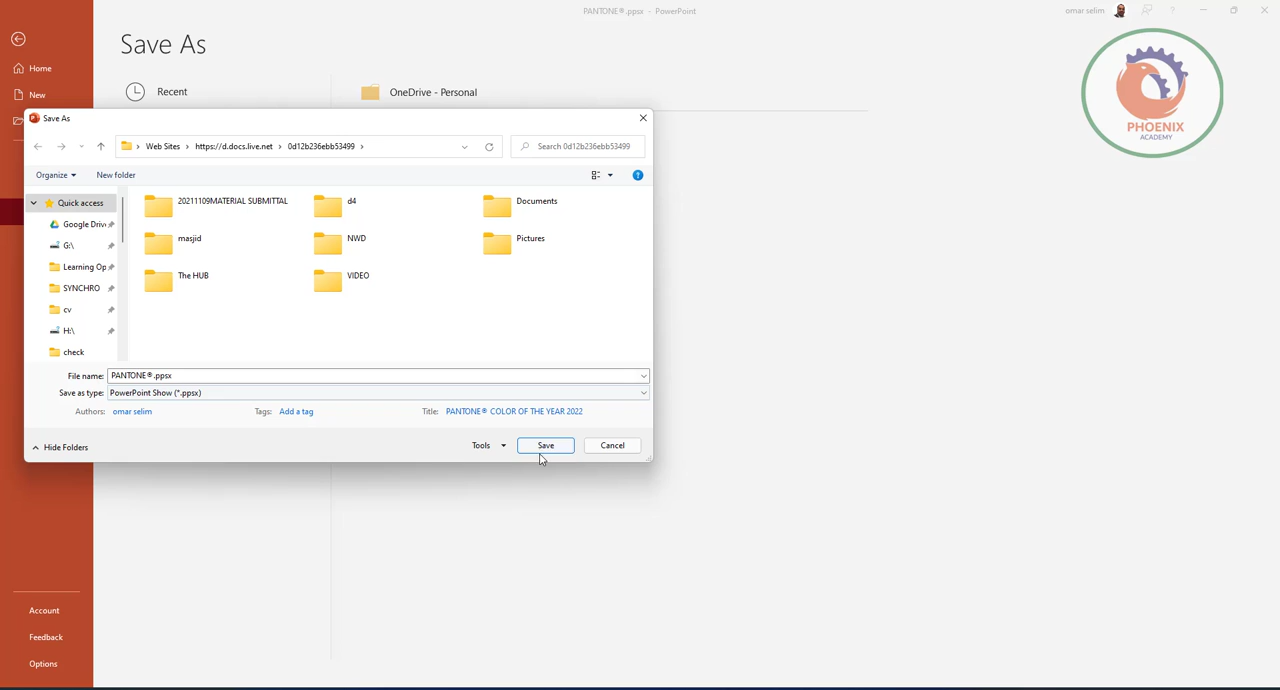 PANTONE®.ppsx - PowerPoint
omar selim
?
Save As
Home
New
Recent
OneDrive - Personal
PHOENIX
ACADEMY
Save As
Web Sites › https://d.docs.live.net › 0d12b236ebb53499 ›
Search 0d12b236ebb53499
Organize
New folder
?
Quick access
Google Driv
G:\
Learning Op
SYNCHRO
cv
H:\
check
20211109MATERIAL SUBMITTAL
d4
Documents
masjid
NWD
Pictures
The HUB
VIDEO
File name: PANTONE®.ppsx
Save as type: PowerPoint Show (*.ppsx)
Authors: omar selim
Tags: Add a tag
Title: PANTONE® COLOR OF THE YEAR 2022
Hide Folders
Tools
Save
Cancel
Account
Feedback
Options